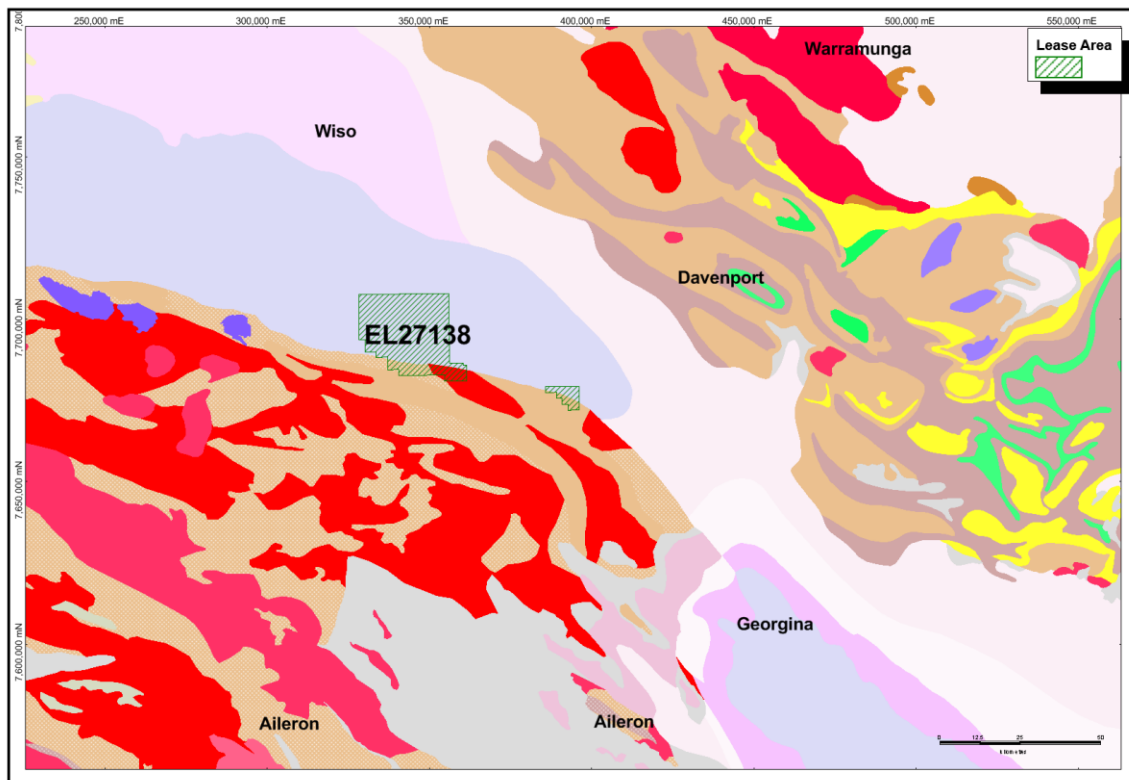 250,000 mE
300,000 mE
350,000 mE
400,000 mE
450,000 mE
500,000 mE
550,000 mE
7,750,000 mN
7,700,000 mN
7,650,000 mN
7,600,000 mN
Lease Area
Warramunga
Wiso
Davenport
EL27138
Georgina
Aileron
Aileron
0 12.5 25 50